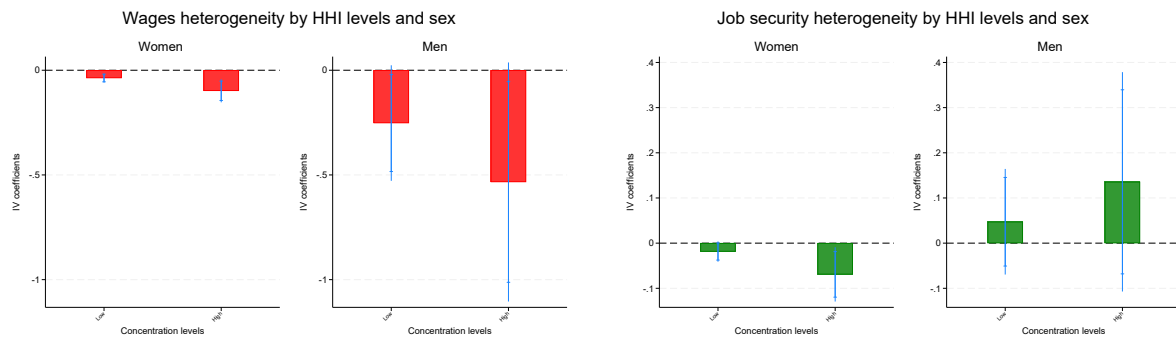 Wages heterogeneity by HHI levels and sex
Women
Men
IV coefficients
0
-.5
-1
Low
High
Concentration levels
IV coefficients
0
-.5
-1
Low
High
Concentration levels
Job security heterogeneity by HHI levels and sex
Women
Men
IV coefficients
.4
.3
.2
.1
0
-.1
Low
High
Concentration levels
IV coefficients
.4
.3
.2
.1
0
-.1
Low
High
Concentration levels